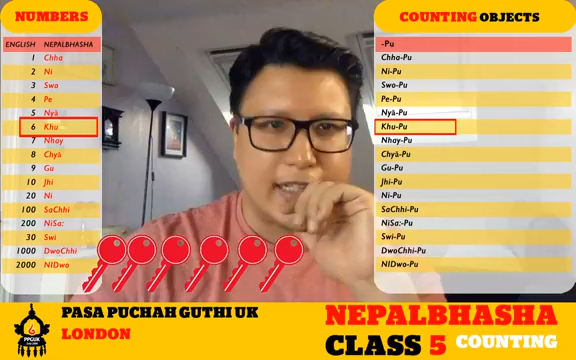 NUMBERS
ENGLISH NEPALBHASHA
1 Chha
2 Ni
3 Swo
4 Pe
5 Nyā
6 Khu
7 Nhay
8 Chyā
9 Gu
10 Jhi
20 Ni
100 SaChhi
200 NiSa:
30 Swi
1000 DwoChhi
2000 NIDwo
COUNTING OBJECTS
-Pu
Chha-Pu
Ni-Pu
Swo-Pu
Pe-Pu
Nyā-Pu
Khu-Pu
Nhay-Pu
Chyā-Pu
Gu-Pu
Jhi-Pu
Ni-Pu
SaChhi-Pu
NiSa:-Pu
Swi-Pu
DwoChhi-Pu
NIDwo-Pu
PPGUK
PASA PUCHAH GUTHI UK
LONDON
NEPALBHASHA
CLASS 5 COUNTING